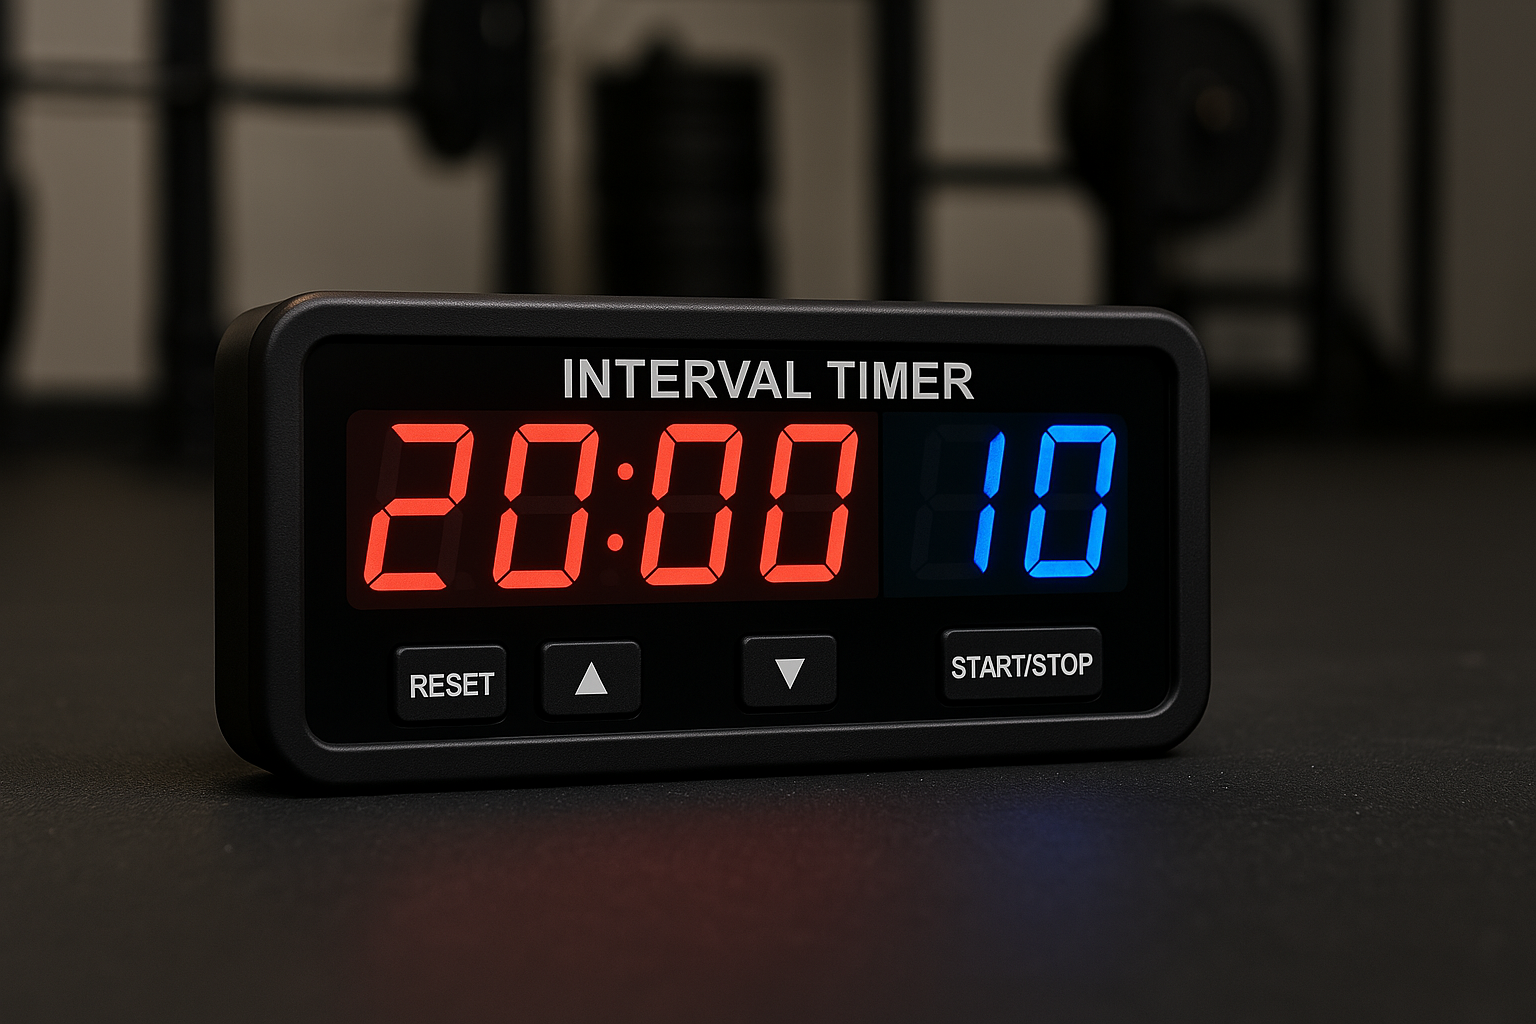 INTERVAL TIMER
20:00 10
RESET ▲ ▼ START/STOP